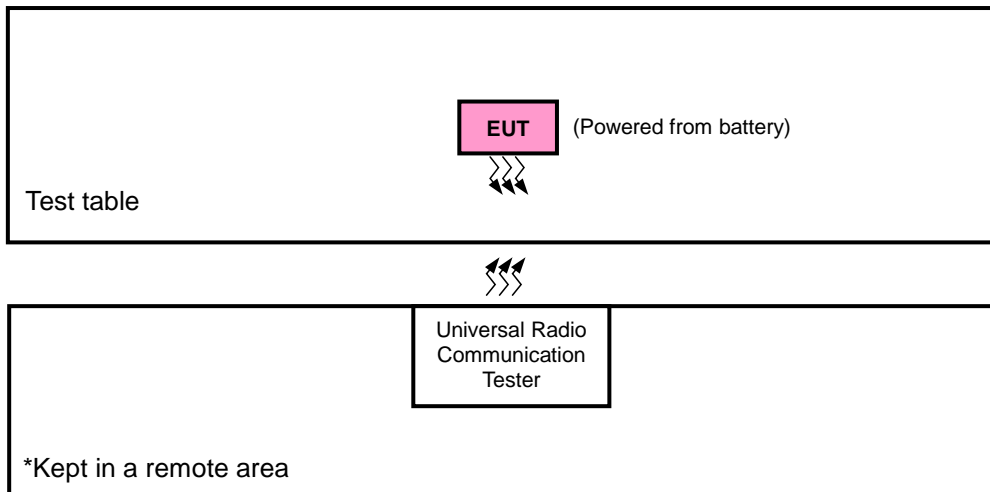 EUT
(Powered from battery)
Test table
Universal Radio
Communication
Tester
*Kept in a remote area